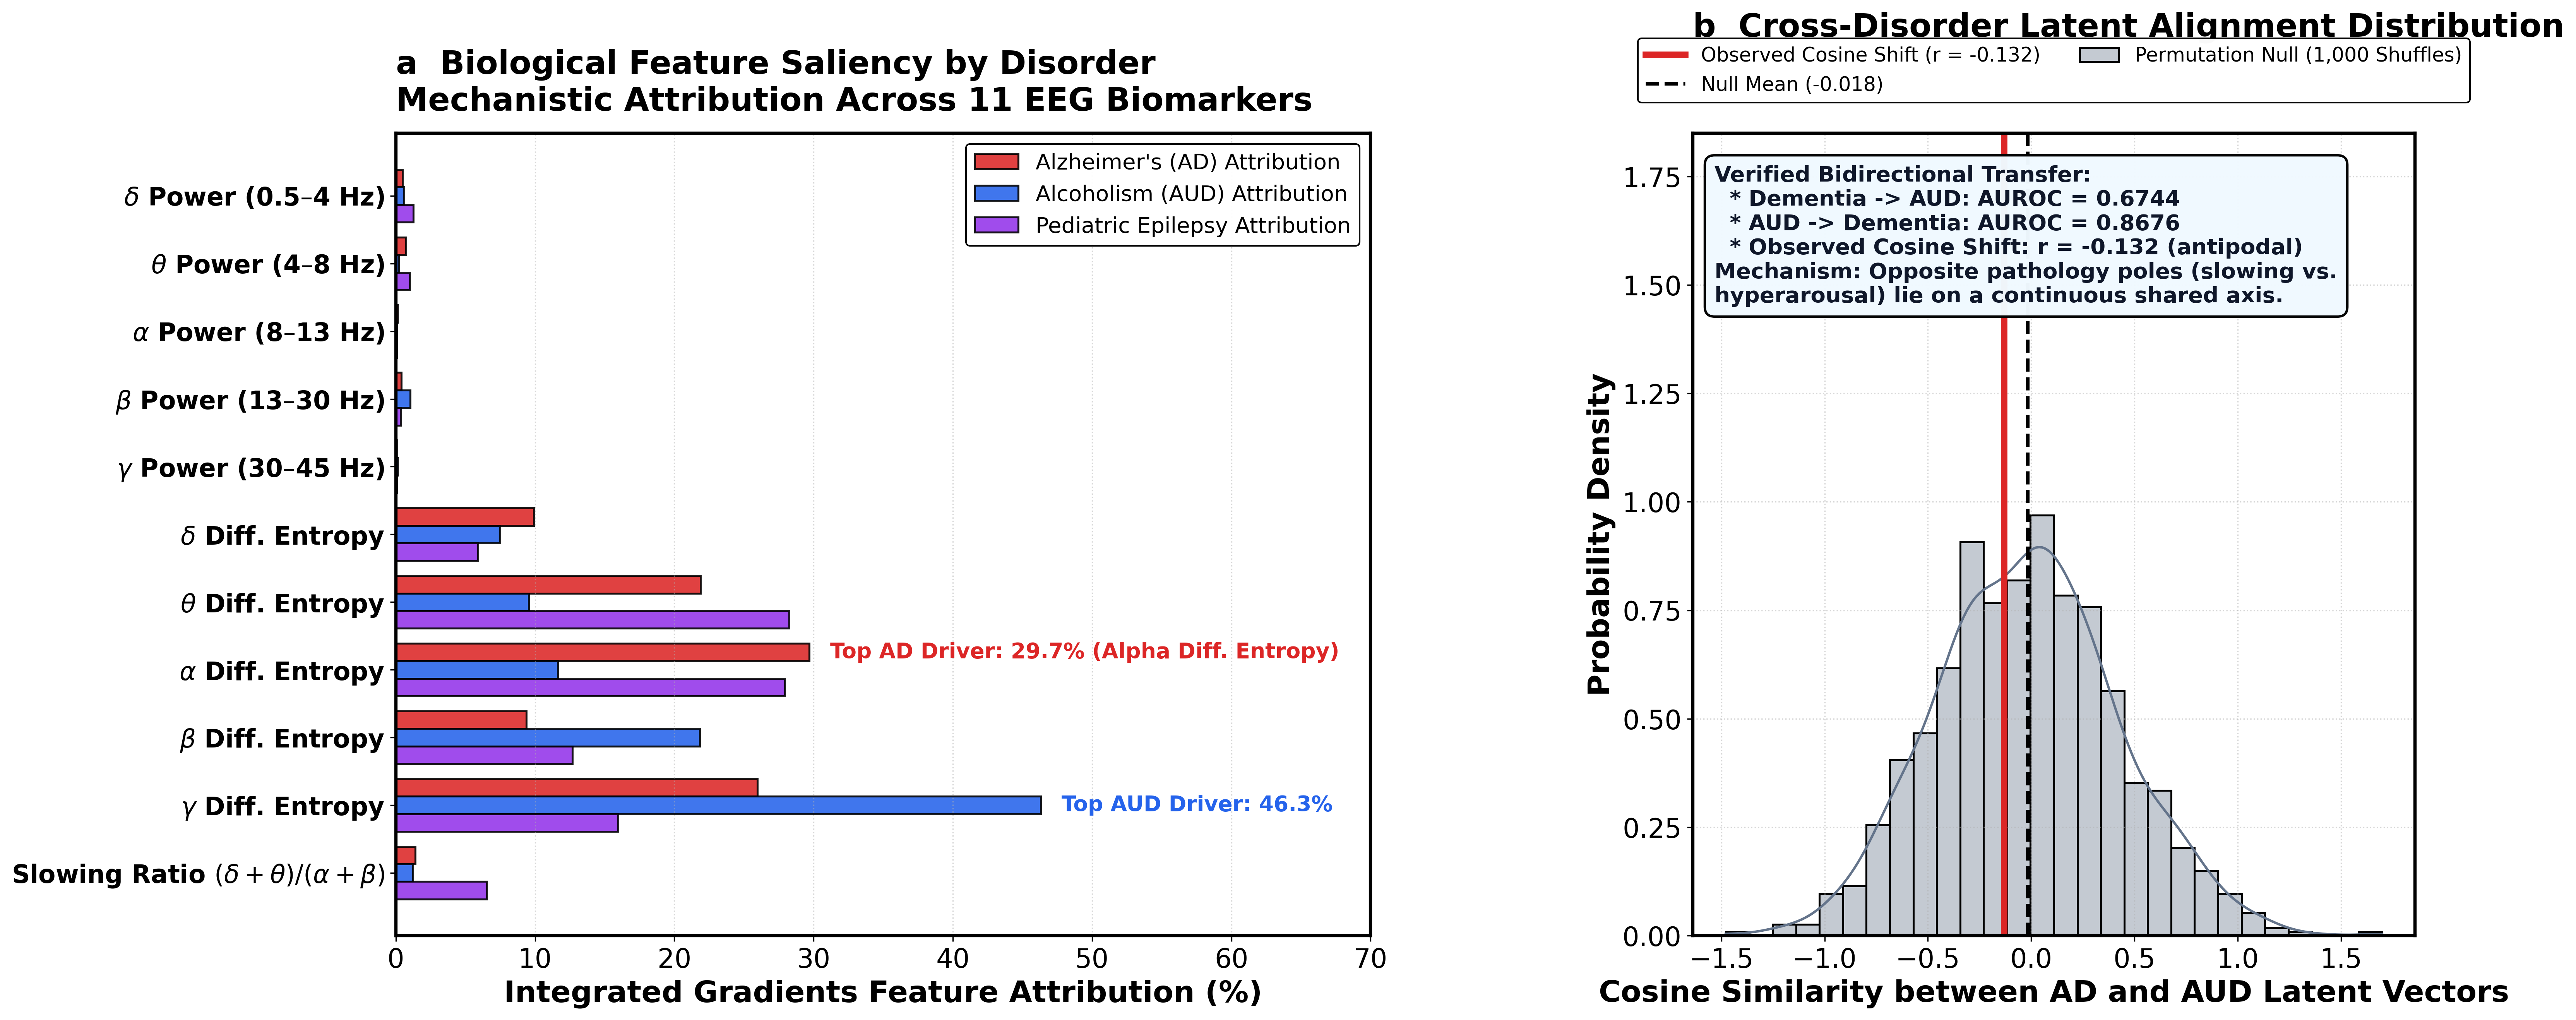 a  Biological Feature Saliency by Disorder
Mechanistic Attribution Across 11 EEG Biomarkers
Alzheimer's (AD) Attribution
Alcoholism (AUD) Attribution
Pediatric Epilepsy Attribution
δ Power (0.5–4 Hz)
θ Power (4–8 Hz)
α Power (8–13 Hz)
β Power (13–30 Hz)
γ Power (30–45 Hz)
δ Diff. Entropy
θ Diff. Entropy
α Diff. Entropy
β Diff. Entropy
γ Diff. Entropy
Slowing Ratio (δ + θ)/(α + β)
Top AD Driver: 29.7% (Alpha Diff. Entropy)
Top AUD Driver: 46.3%
0 10 20 30 40 50 60 70
Integrated Gradients Feature Attribution (%)
b  Cross-Disorder Latent Alignment Distribution
Observed Cosine Shift (r = -0.132)
Null Mean (-0.018)
Permutation Null (1,000 Shuffles)
Verified Bidirectional Transfer:
* Dementia -> AUD: AUROC = 0.6744
* AUD -> Dementia: AUROC = 0.8676
* Observed Cosine Shift: r = -0.132 (antipodal)
Mechanism: Opposite pathology poles (slowing vs.
hyperarousal) lie on a continuous shared axis.
Probability Density
1.75
1.50
1.25
1.00
0.75
0.50
0.25
0.00
−1.5 −1.0 −0.5 0.0 0.5 1.0 1.5
Cosine Similarity between AD and AUD Latent Vectors